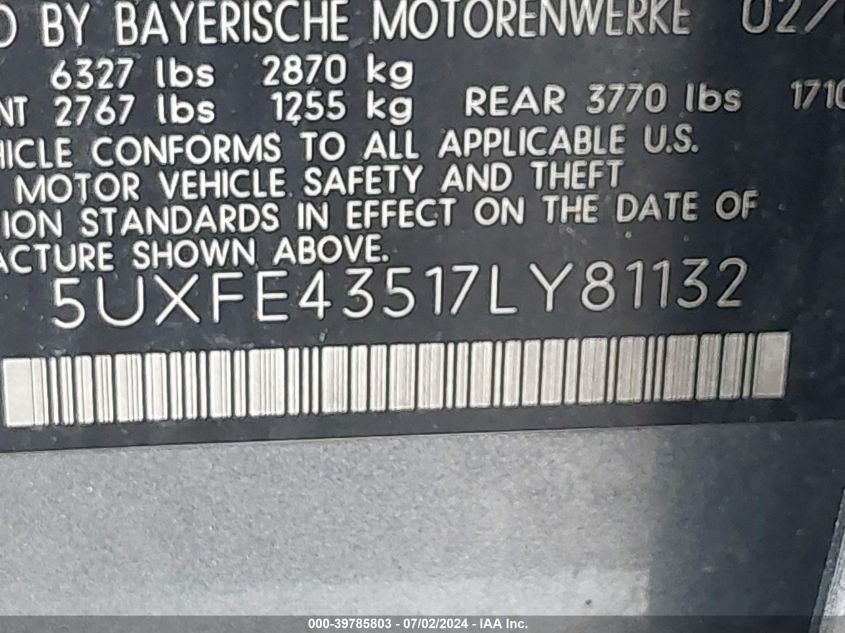 BY BAYERISCHE MOTORENWERKE 02/
6327 lbs 2870 kg
NT 2767 lbs 1255 kg REAR 3770 lbs 1710
HICLE CONFORMS TO ALL APPLICABLE U.S.
MOTOR VEHICLE SAFETY AND THEFT
ION STANDARDS IN EFFECT ON THE DATE OF
ACTURE SHOWN ABOVE.
5UXFE43517LY81132
000-39785803 - 07/02/2024 - IAA Inc.